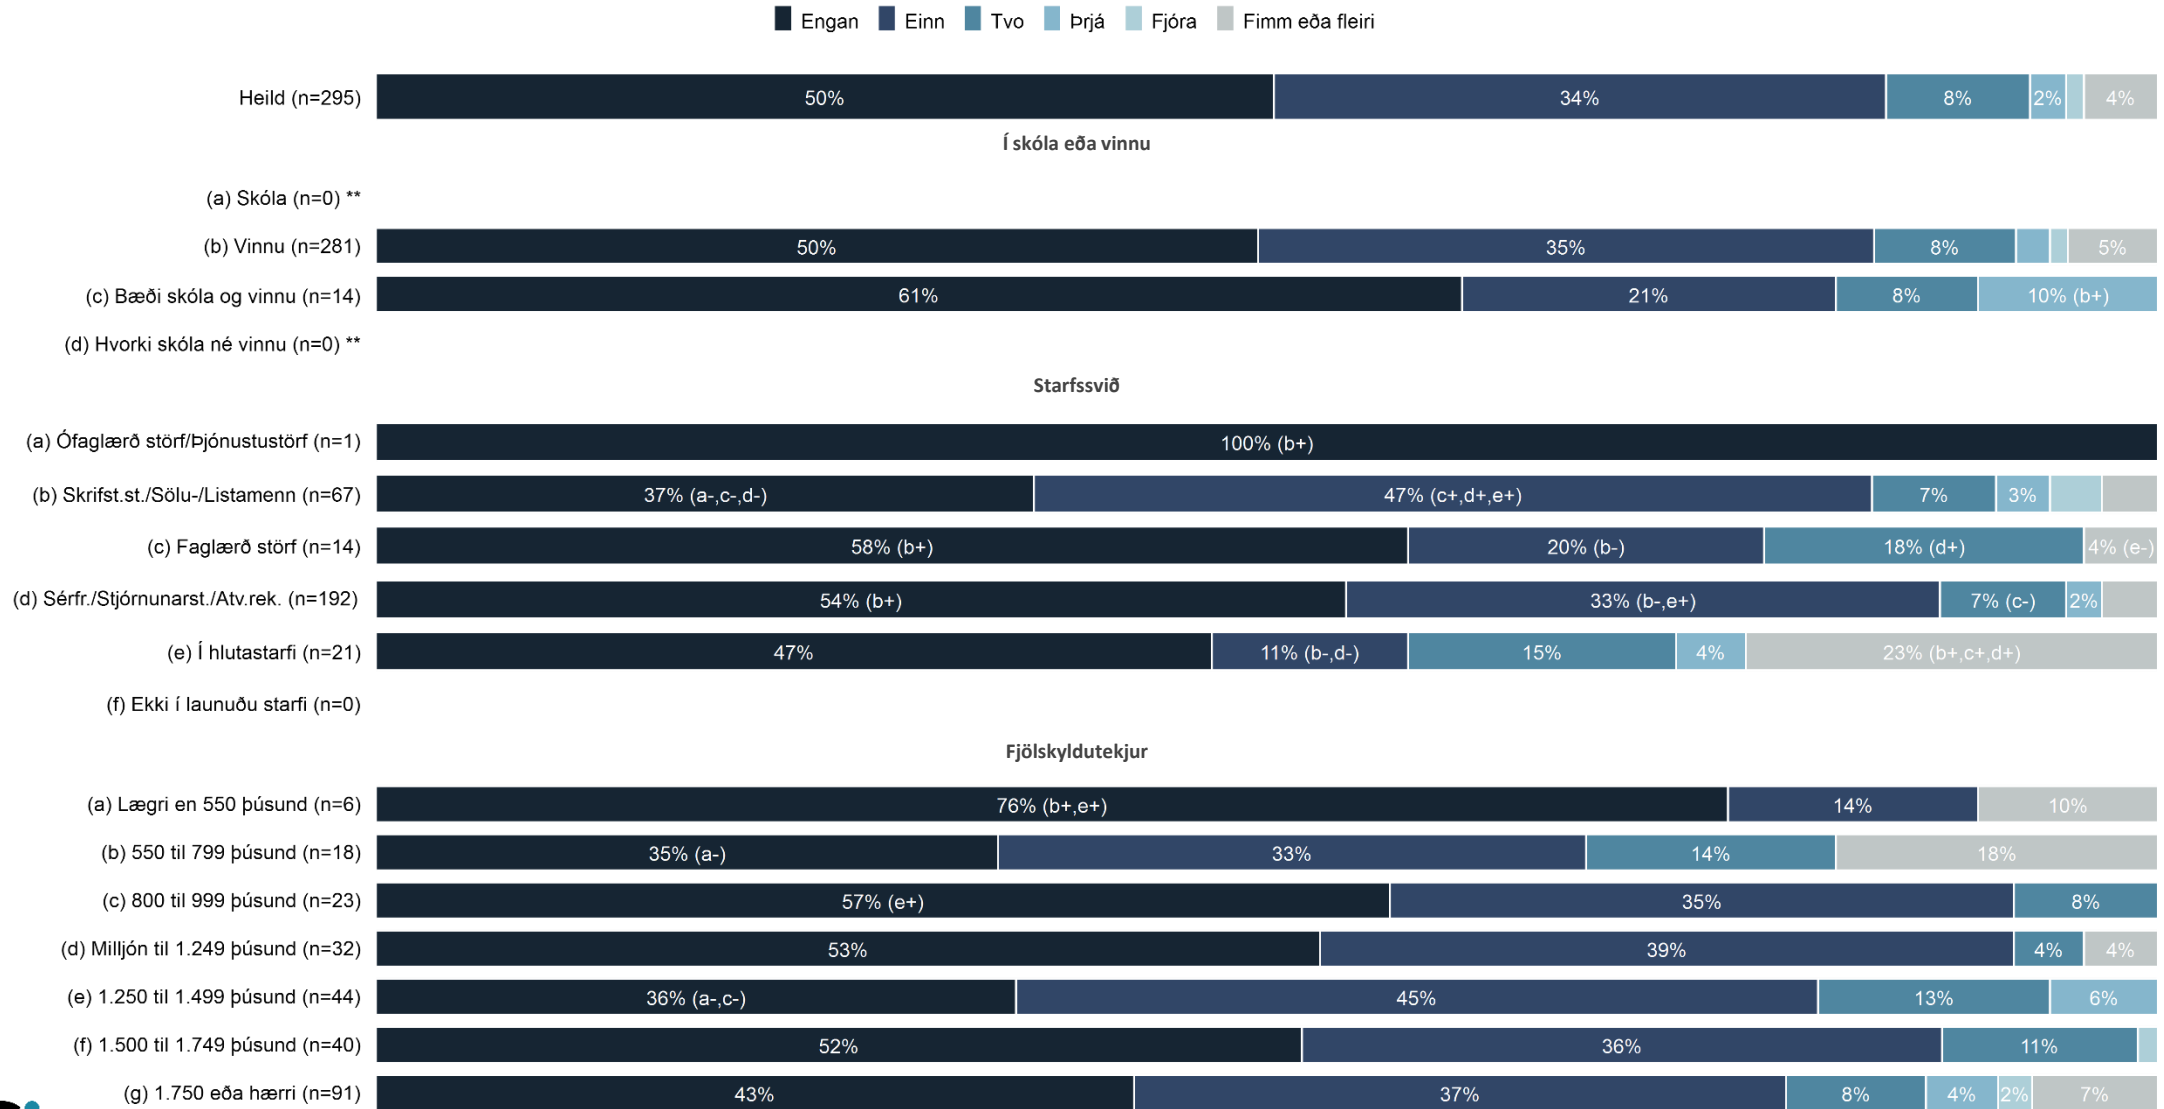 Engan Einn Tvo Þrjá Fjóra Fimm eða fleiri
Heild (n=295) 50% 34% 8% 2% 4%
Í skóla eða vinnu
(a) Skóla (n=0) **
(b) Vinnu (n=281) 50% 35% 8% 5%
(c) Bæði skóla og vinnu (n=14) 61% 21% 8% 10% (b+)
(d) Hvorki skóla né vinnu (n=0) **
Starfssvið
(a) Ófaglærð störf/Þjónustustörf (n=1) 100% (b+)
(b) Skrifst.st./Sölu-/Listamenn (n=67) 37% (a-,c-,d-) 47% (c+,d+,e+) 7% 3%
(c) Faglærð störf (n=14) 58% (b+) 20% (b-) 18% (d+) 4% (e-)
(d) Sérfr./Stjórnunarst./Atv.rek. (n=192) 54% (b+) 33% (b-,e+) 7% (c-) 2%
(e) Í hlutastarfi (n=21) 47% 11% (b-,d-) 15% 4% 23% (b+,c+,d+)
(f) Ekki í launuðu starfi (n=0)
Fjölskyldutekjur
(a) Lægri en 550 þúsund (n=6) 76% (b+,e+) 14% 10%
(b) 550 til 799 þúsund (n=18) 35% (a-) 33% 14% 18%
(c) 800 til 999 þúsund (n=23) 57% (e+) 35% 8%
(d) Milljón til 1.249 þúsund (n=32) 53% 39% 4% 4%
(e) 1.250 til 1.499 þúsund (n=44) 36% (a-,c-) 45% 13% 6%
(f) 1.500 til 1.749 þúsund (n=40) 52% 36% 11%
(g) 1.750 eða hærri (n=91) 43% 37% 8% 4% 2% 7%